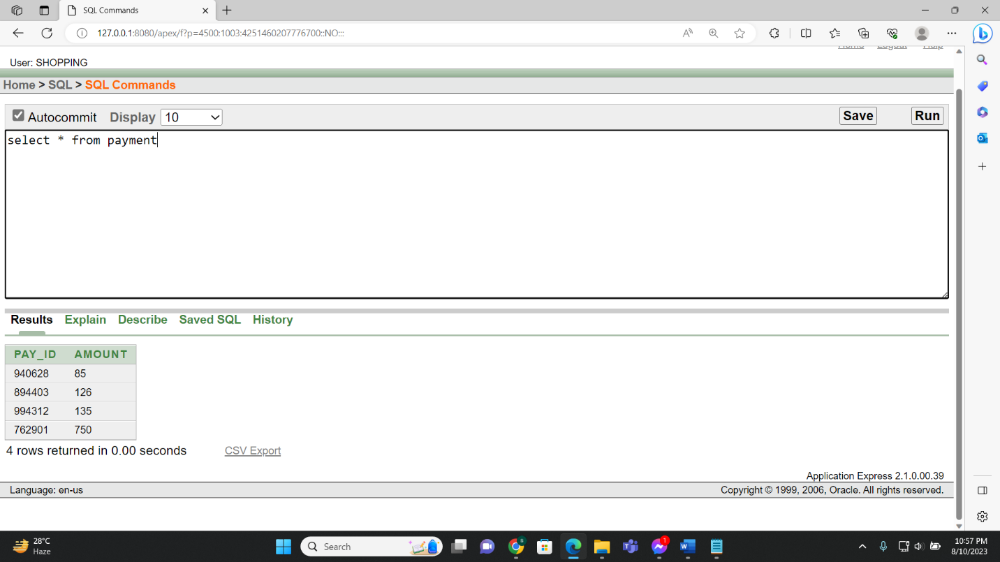 SQL Commands
127.0.0.1:8080/apex/f?p=4500:1003:4251460207776700::NO:::
Home Logout Help
User: SHOPPING
Home > SQL > SQL Commands
Autocommit Display 10 Save Run
select * from payment
Results Explain Describe Saved SQL History
PAY_ID AMOUNT
940628 85
894403 126
994312 135
762901 750
4 rows returned in 0.00 seconds CSV Export
Application Express 2.1.0.00.39
Language: en-us Copyright © 1999, 2006, Oracle. All rights reserved.
28°C
Haze
Search
6
1
10:57 PM
8/10/2023